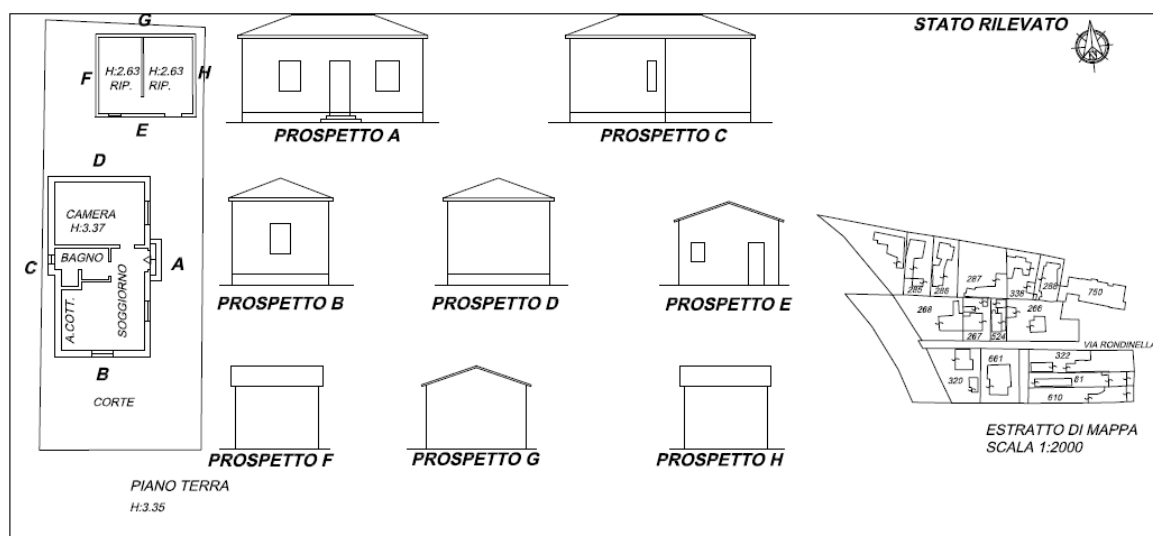 G
STATO RILEVATO
N
F
H:2.63
RIP.
H:2.63
RIP.
H
E
PROSPETTO A
PROSPETTO C
D
CAMERA
H:3.37
BAGNO
C
A
SOGGIORNO
A.COTT.
B
CORTE
PROSPETTO B
PROSPETTO D
PROSPETTO E
PROSPETTO F
PROSPETTO G
PROSPETTO H
PIANO TERRA
H:3.35
285
286
287
338
288
750
268
267
524
266
VIA RONDINELLA
320
661
322
81
610
ESTRATTO DI MAPPA
SCALA 1:2000